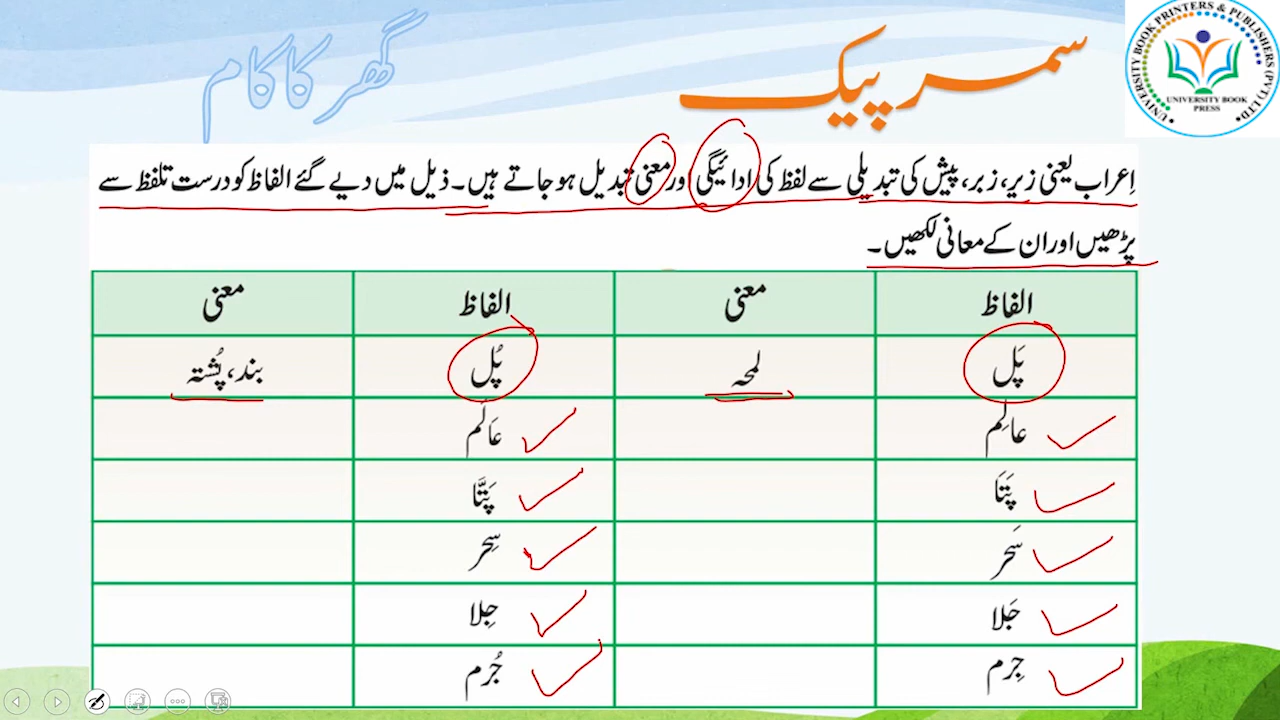 سمر پیک
گھر کا کام
UNIVERSITY BOOK PRINTERS & PUBLISHERS (PVT) LTD.
UNIVERSITY BOOK
PRESS
اِعراب یعنی زیر، زبر، پیش کی تبدیلی سے لفظ کی ادائیگی اور معنی تبدیل ہو جاتے ہیں۔ ذیل میں دیے گئے الفاظ کو درست تلفظ سے
پڑھیں اور ان کے معانی لکھیں۔
الفاظ معنی الفاظ معنی
پَل لمحہ پُل بند، پُشتہ
عالِم عَالَم
پَتَا پَتَّا
سَحَر سِحر
جَلا جِلا
جِرم جُرم